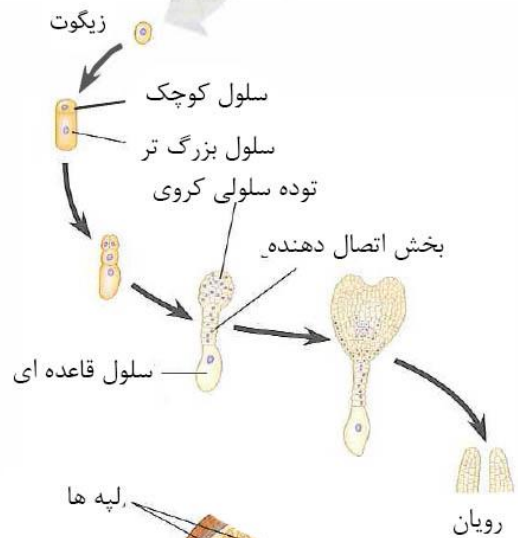 زیگوت
سلول کوچک
سلول بزرگ تر
توده سلولی کروی
بخش اتصال دهنده
سلول قاعده ای
لپه ها
رویان